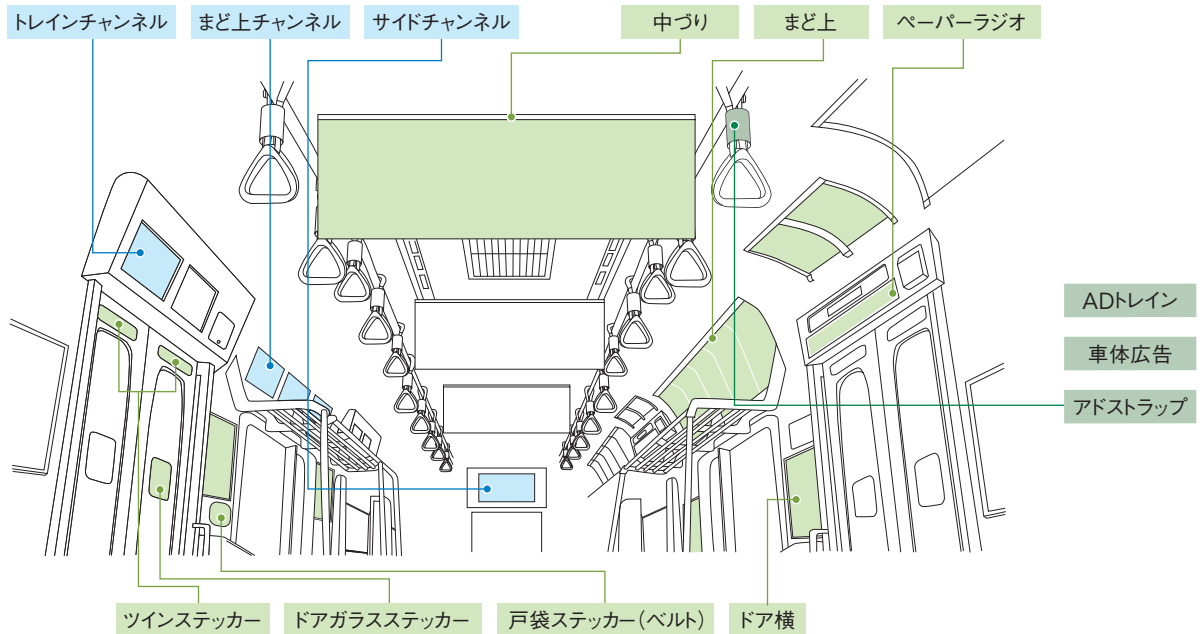 トレインチャンネル
まど上チャンネル
サイドチャンネル
中づり
まど上
ペーパーラジオ
ADトレイン
車体広告
アドストラップ
ツインステッカー
ドアガラスステッカー
戸袋ステッカー(ベルト)
ドア横